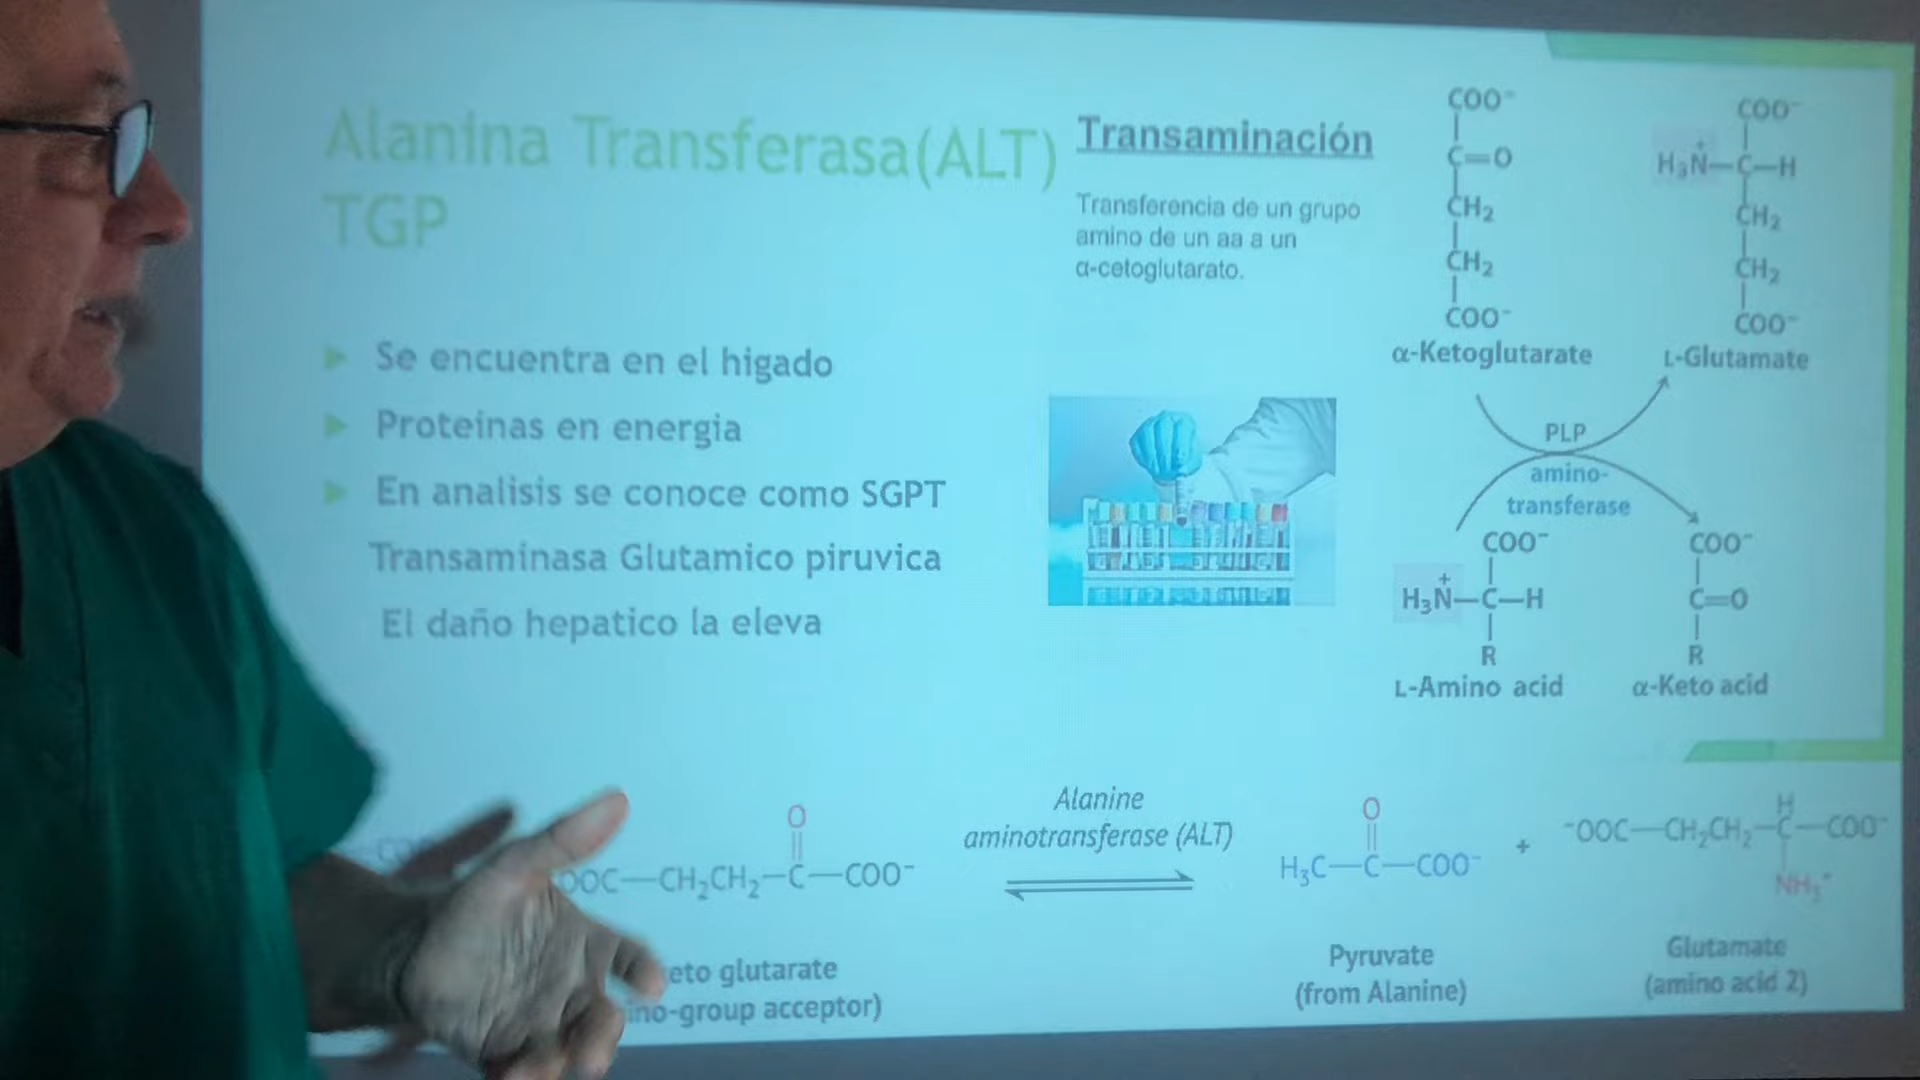 Alanina Transferasa(ALT)
TGP
Se encuentra en el higado
Proteinas en energia
En analisis se conoce como SGPT
Transaminasa Glutamico piruvica
El daño hepatico la eleva
Transaminación
Transferencia de un grupo
amino de un aa a un
α-cetoglutarato.
COO⁻
C=O
CH₂
CH₂
COO⁻
α-Ketoglutarate
COO⁻
H₃N⁺—C—H
CH₂
CH₂
COO⁻
L-Glutamate
PLP
amino-
transferase
COO⁻
H₃N⁺—C—H
R
L-Amino acid
COO⁻
C=O
R
α-Keto acid
O
OOC—CH₂CH₂—C—COO⁻
eto glutarate
ino-group acceptor)
Alanine
aminotransferase (ALT)
O
H₃C—C—COO⁻
Pyruvate
(from Alanine)
+
H
⁻OOC—CH₂CH₂—C—COO⁻
NH₃⁺
Glutamate
(amino acid 2)